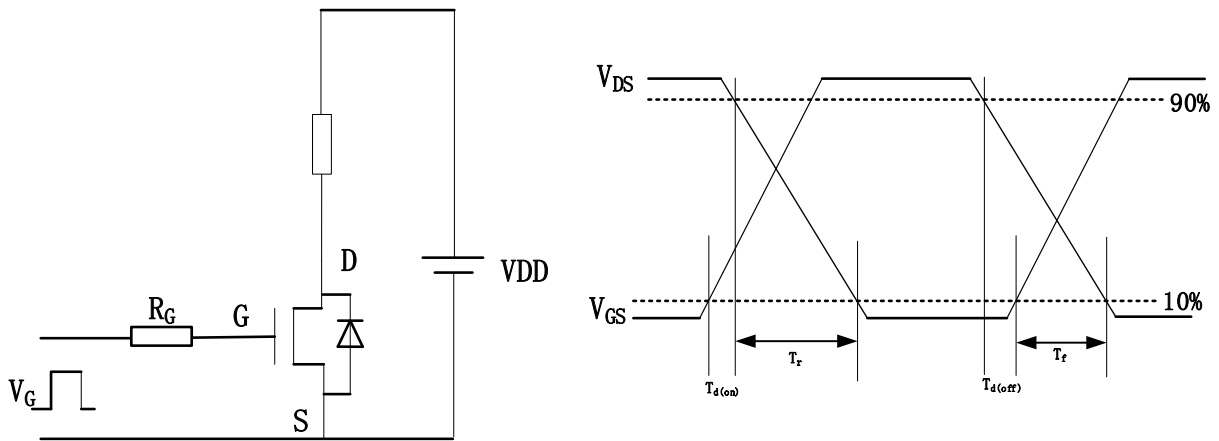 D
VDD
R_G
G
V_G
S
V_DS
90%
V_GS
10%
T_r
T_f
T_d(on)
T_d(off)